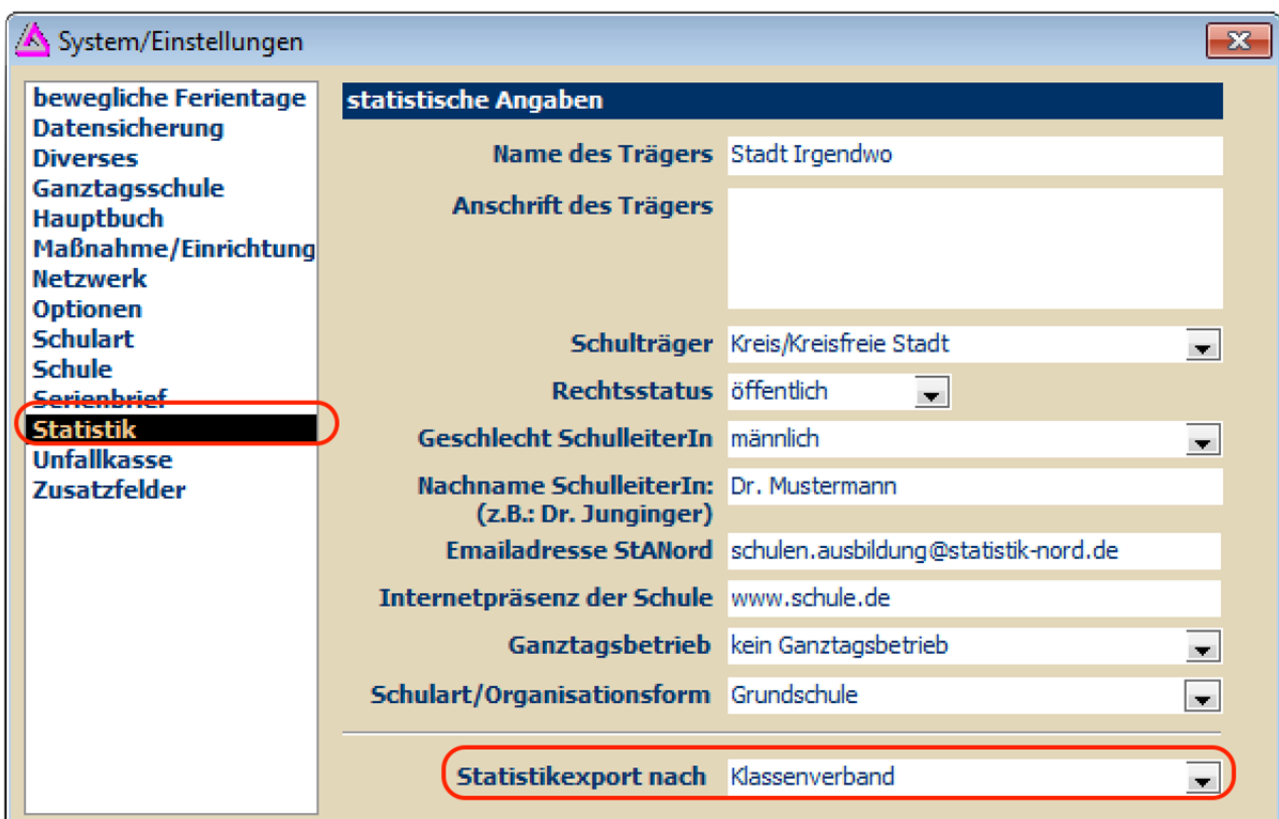 System/Einstellungen
bewegliche Ferientage
Datensicherung
Diverses
Ganztagsschule
Hauptbuch
Maßnahme/Einrichtung
Netzwerk
Optionen
Schulart
Schule
Serienbrief
Statistik
Unfallkasse
Zusatzfelder
statistische Angaben
Name des Trägers Stadt Irgendwo
Anschrift des Trägers
Schulträger Kreis/Kreisfreie Stadt
Rechtsstatus öffentlich
Geschlecht SchulleiterIn männlich
Nachname SchulleiterIn: Dr. Mustermann
(z.B.: Dr. Junginger)
Emailadresse StANord schulen.ausbildung@statistik-nord.de
Internetpräsenz der Schule www.schule.de
Ganztagsbetrieb kein Ganztagsbetrieb
Schulart/Organisationsform Grundschule
Statistikexport nach Klassenverband